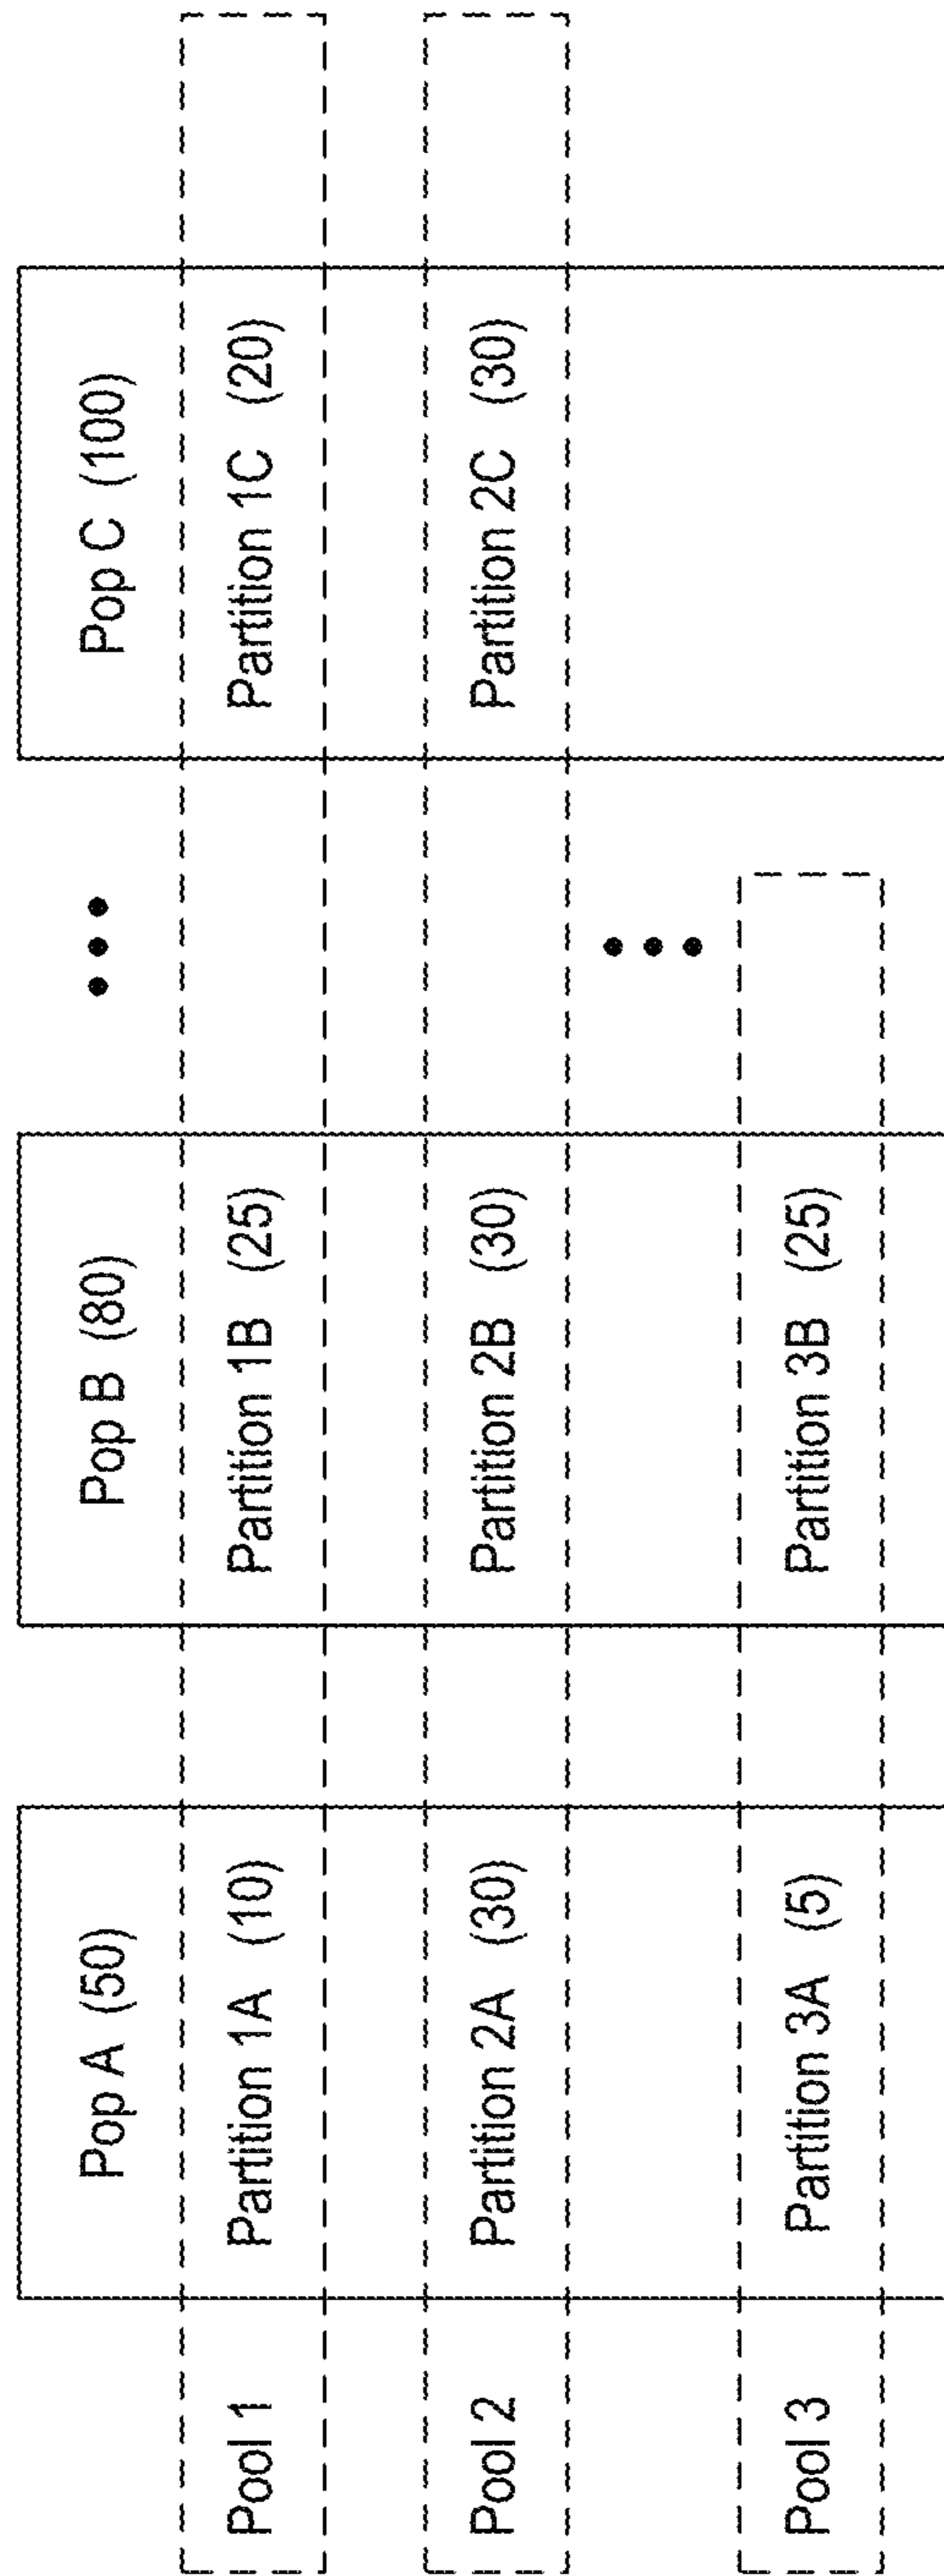 Pop A (50)
Pop B (80)
Pop C (100)
Pool 1
Partition 1A (10)
Partition 1B (25)
Partition 1C (20)
Pool 2
Partition 2A (30)
Partition 2B (30)
Partition 2C (30)
Pool 3
Partition 3A (5)
Partition 3B (25)